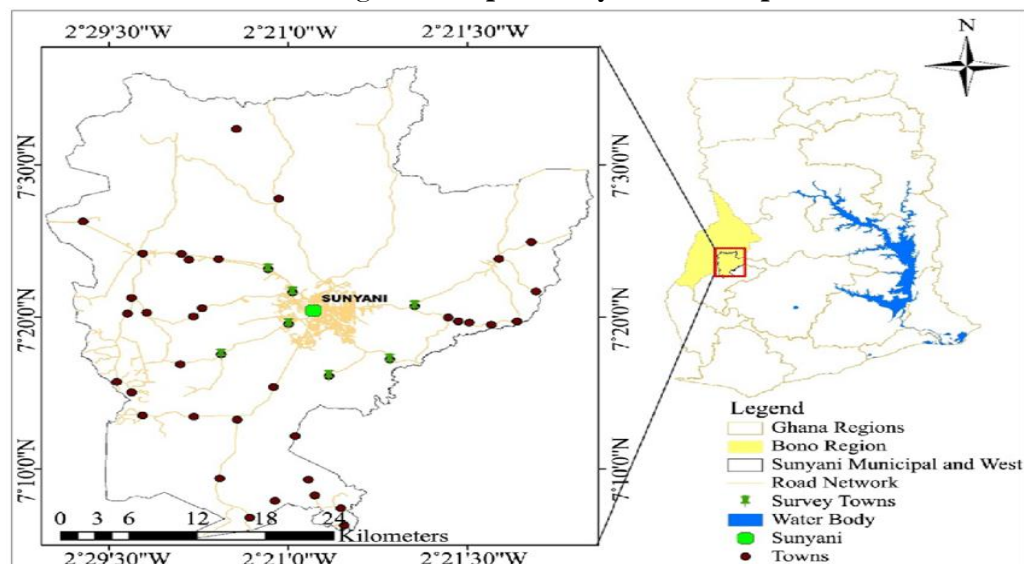 2°29'30"W 2°21'0"W 2°21'30"W
N
7°30'0"N
7°30'0"N
SUNYANI
7°20'0"N
7°20'0"N
7°10'0"N
7°10'0"N
Legend
Ghana Regions
Bono Region
Sunyani Municipal and West
Road Network
Survey Towns
Water Body
Sunyani
Towns
0 3 6 12 18 24
Kilometers
2°29'30"W 2°21'0"W 2°21'30"W